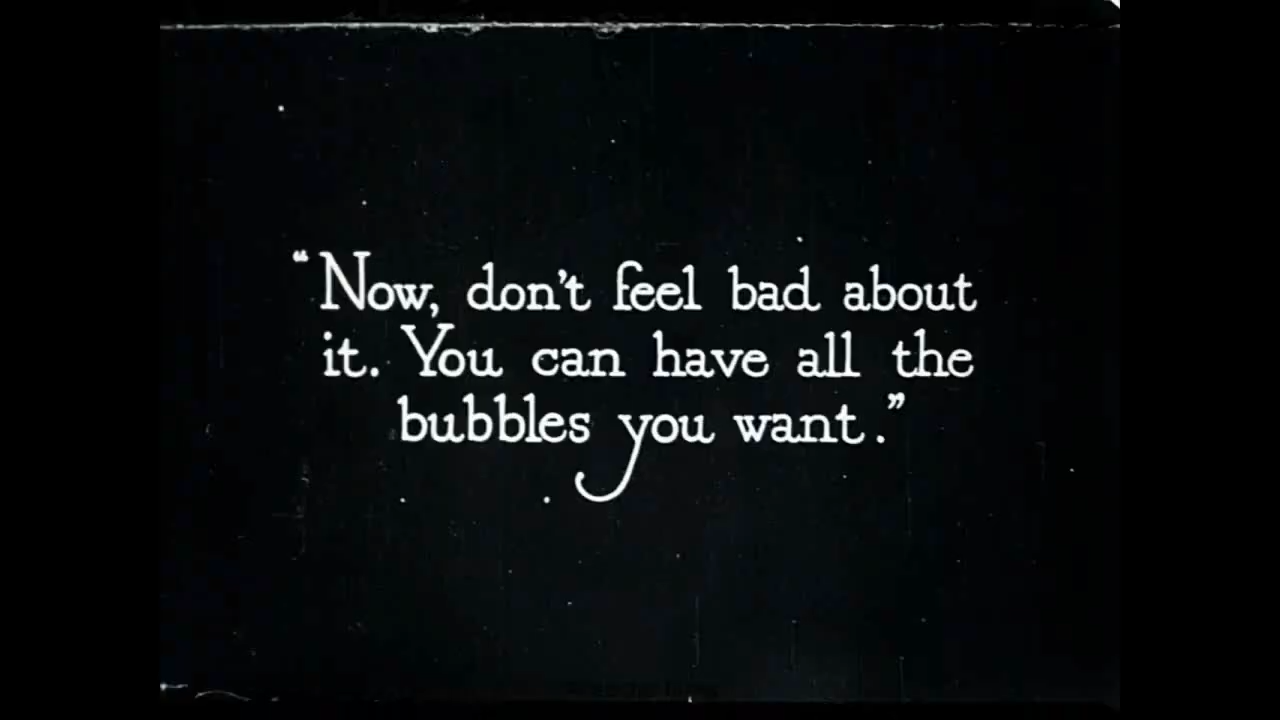 “Now, don't feel bad about
it. You can have all the
bubbles you want.”